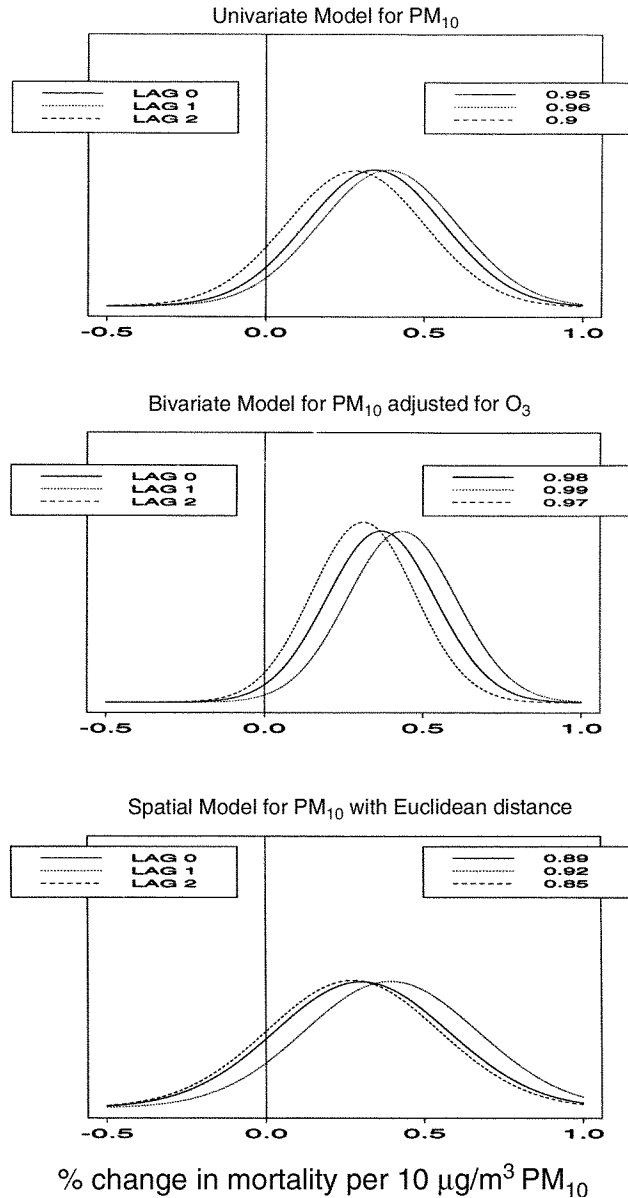 Univariate Model for PM₁₀
LAG 0
LAG 1
LAG 2
0.95
0.96
0.9
-0.5 0.0 0.5 1.0
Bivariate Model for PM₁₀ adjusted for O₃
LAG 0
LAG 1
LAG 2
0.98
0.99
0.97
-0.5 0.0 0.5 1.0
Spatial Model for PM₁₀ with Euclidean distance
LAG 0
LAG 1
LAG 2
0.89
0.92
0.85
-0.5 0.0 0.5 1.0
% change in mortality per 10 µg/m³ PM₁₀